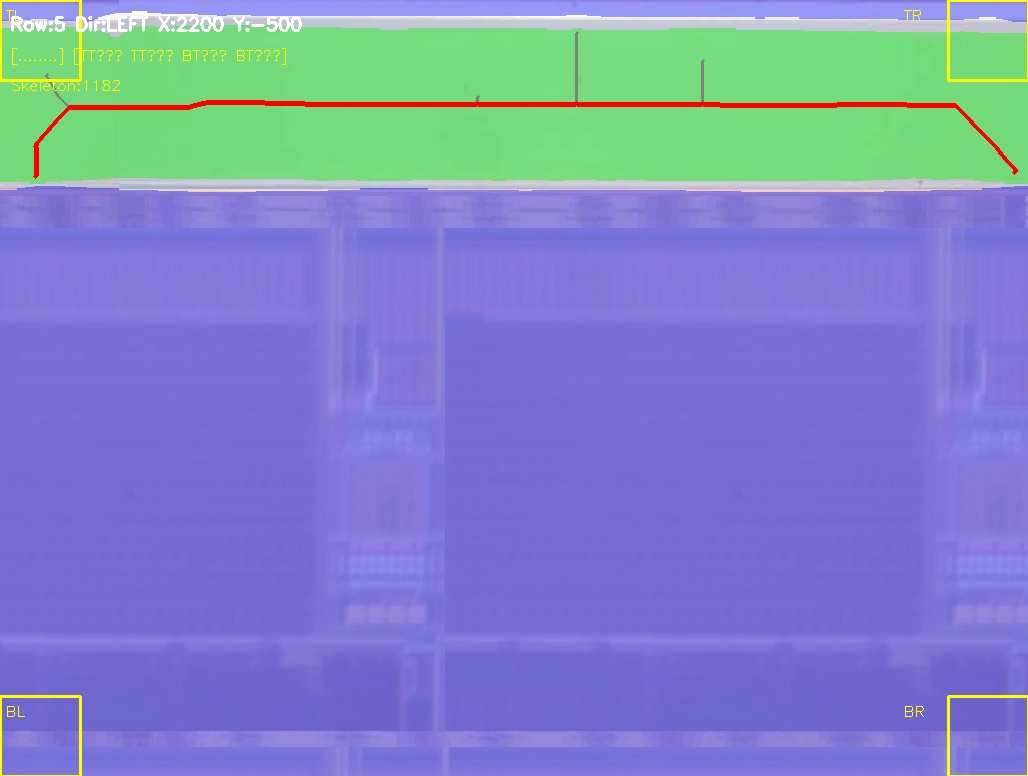 TL
Row:5 Dir:LEFT X:2200 Y:-500
TR
[........] [TT??? TT??? BT??? BT???]
Skeleton:1182
BL
BR